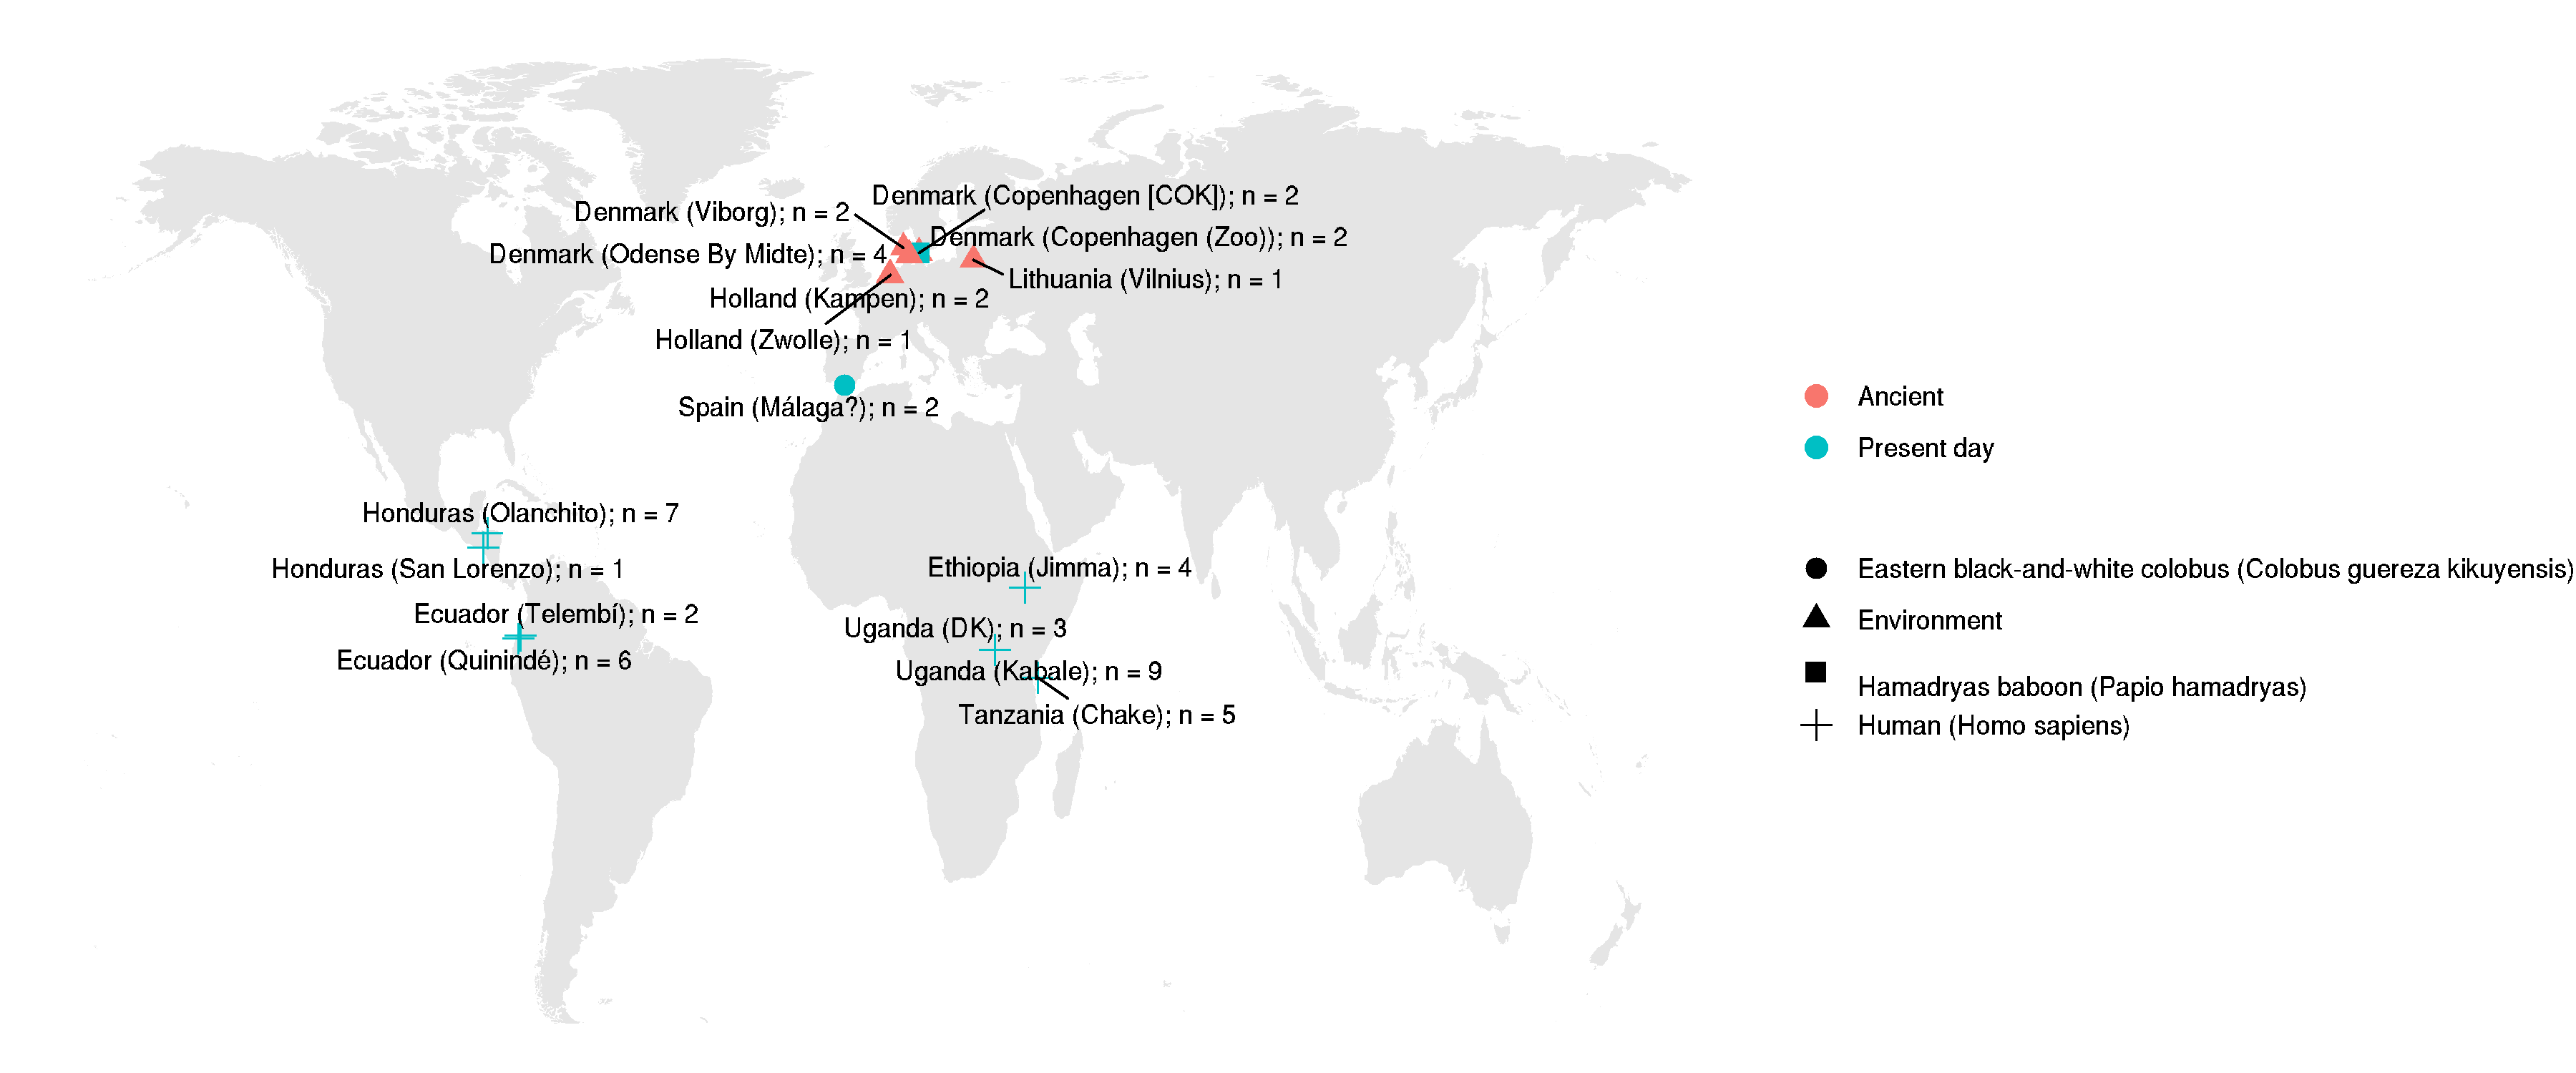 Denmark (Copenhagen [COK]); n = 2
Denmark (Viborg); n = 2
Denmark (Copenhagen (Zoo)); n = 2
Denmark (Odense By Midte); n = 4
Lithuania (Vilnius); n = 1
Holland (Kampen); n = 2
Holland (Zwolle); n = 1
Spain (Málaga?); n = 2
Honduras (Olanchito); n = 7
Honduras (San Lorenzo); n = 1
Ecuador (Telembí); n = 2
Ecuador (Quinindé); n = 6
Ethiopia (Jimma); n = 4
Uganda (DK); n = 3
Uganda (Kabale); n = 9
Tanzania (Chake); n = 5
Ancient
Present day
Eastern black-and-white colobus (Colobus guereza kikuyensis)
Environment
Hamadryas baboon (Papio hamadryas)
Human (Homo sapiens)